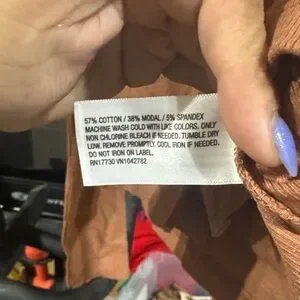 57% COTTON / 38% MODAL / 5% SPANDEX
MACHINE WASH COLD WITH LIKE COLORS. ONLY
NON CHLORINE BLEACH IF NEEDED. TUMBLE DRY
LOW. REMOVE PROMPTLY. COOL IRON IF NEEDED.
DO NOT IRON ON LABEL.
RN17730 VN1042762